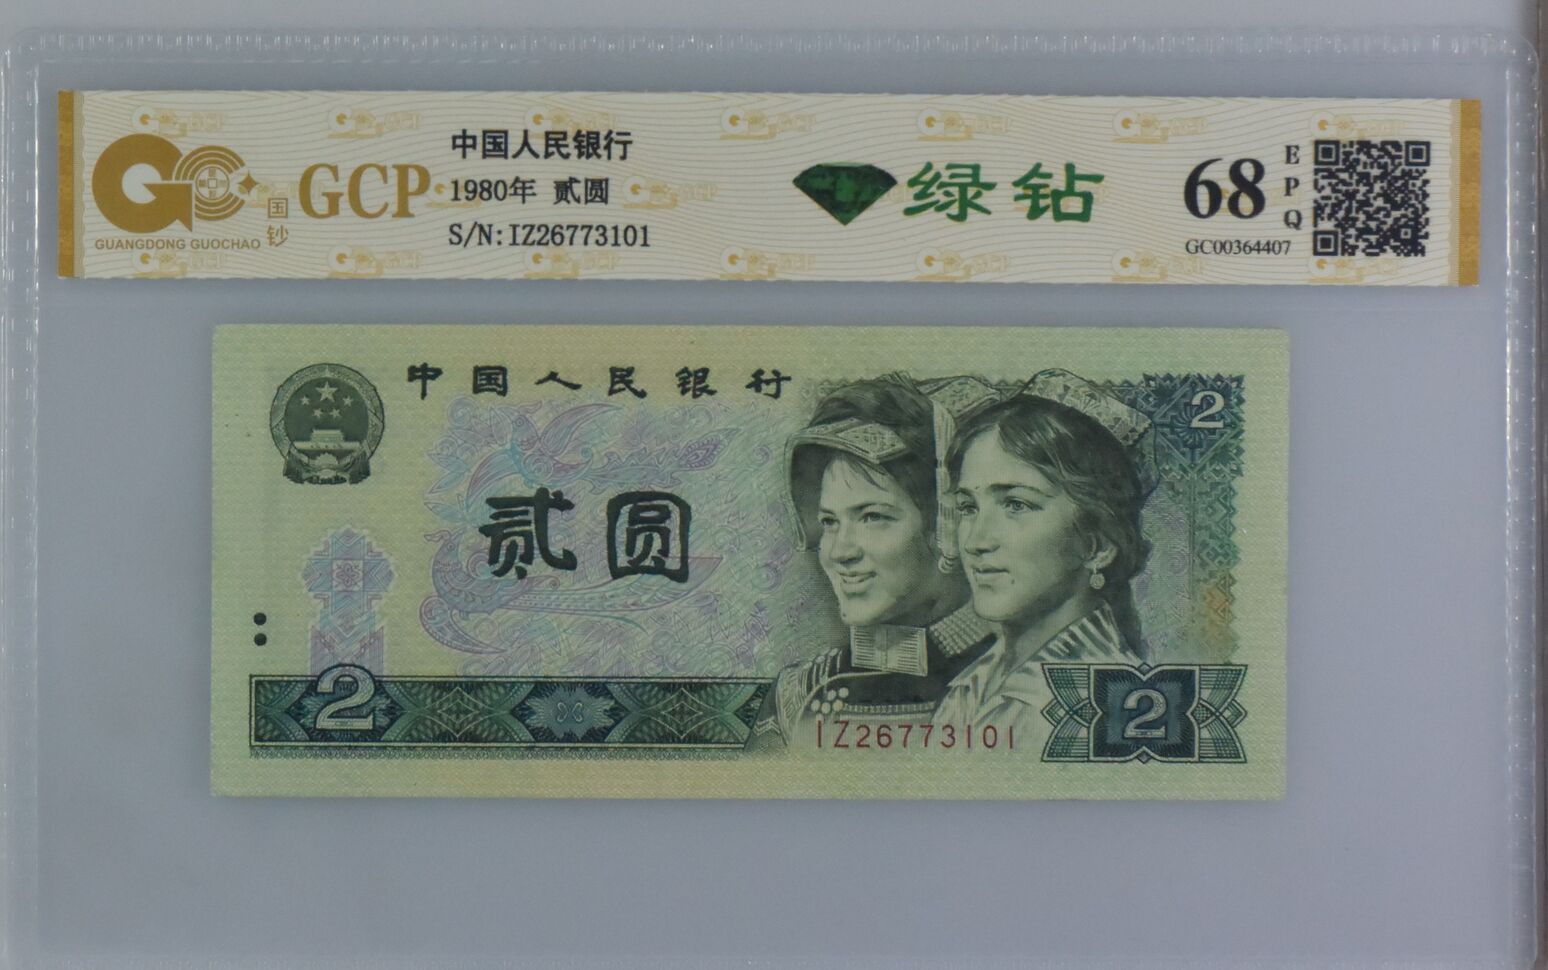 国钞
GUANGDONG GUOCHAO
GCP
中国人民银行
1980年 贰圆
S/N:IZ26773101
绿钻
68
EPQ
GC00364407
中国人民银行
2
贰圆
2
IZ26773101
2